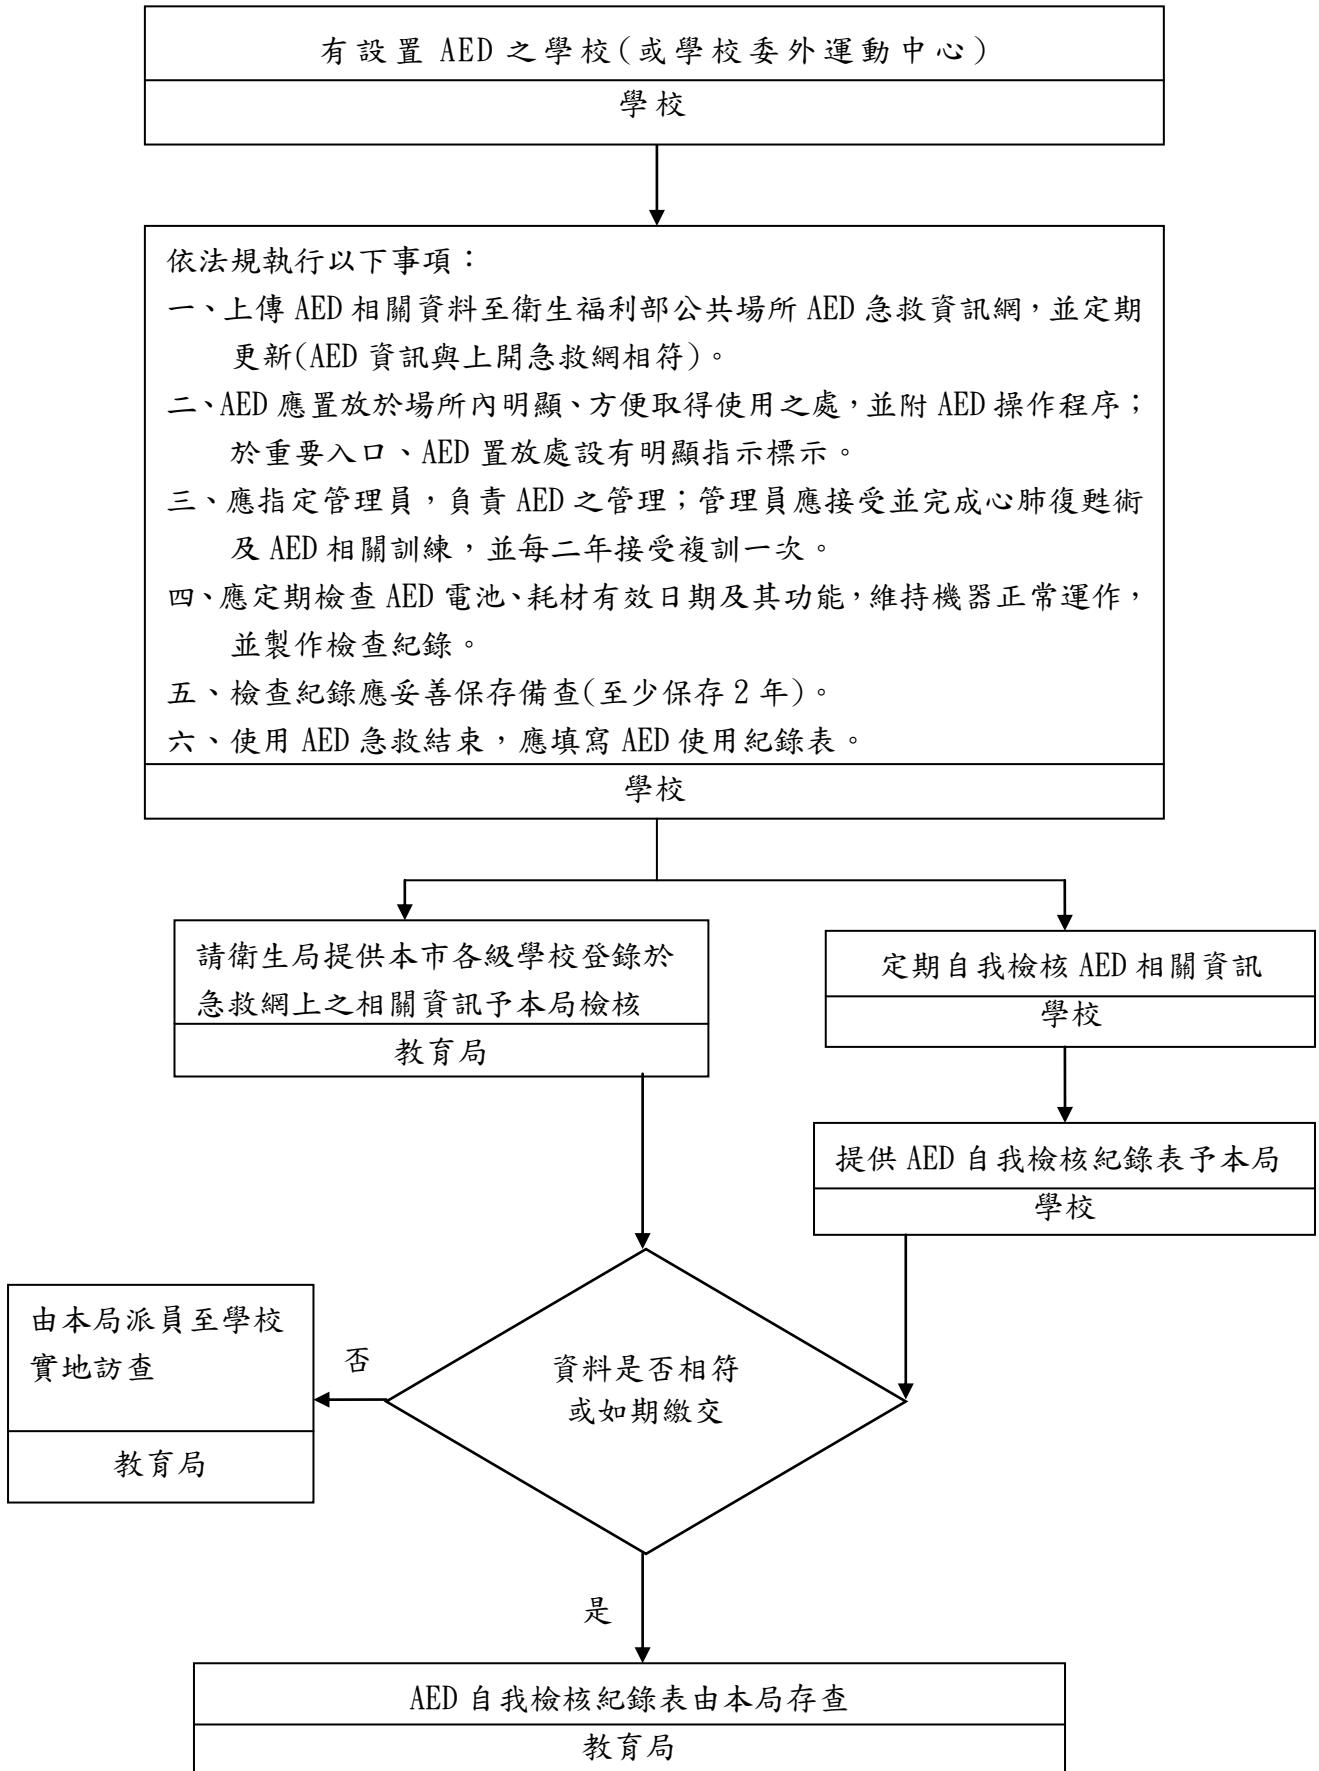 有設置 AED 之學校(或學校委外運動中心)
學校
依法規執行以下事項：
一、上傳 AED 相關資料至衛生福利部公共場所 AED 急救資訊網，並定期
更新(AED 資訊與上開急救網相符)。
二、AED 應置放於場所內明顯、方便取得使用之處，並附 AED 操作程序；
於重要入口、AED 置放處設有明顯指示標示。
三、應指定管理員，負責 AED 之管理；管理員應接受並完成心肺復甦術
及 AED 相關訓練，並每二年接受複訓一次。
四、應定期檢查 AED 電池、耗材有效日期及其功能，維持機器正常運作，
並製作檢查紀錄。
五、檢查紀錄應妥善保存備查(至少保存 2 年)。
六、使用 AED 急救結束，應填寫 AED 使用紀錄表。
學校
請衛生局提供本市各級學校登錄於
急救網上之相關資訊予本局檢核
教育局
定期自我檢核 AED 相關資訊
學校
提供 AED 自我檢核紀錄表予本局
學校
資料是否相符
或如期繳交
否
由本局派員至學校
實地訪查
教育局
是
AED 自我檢核紀錄表由本局存查
教育局